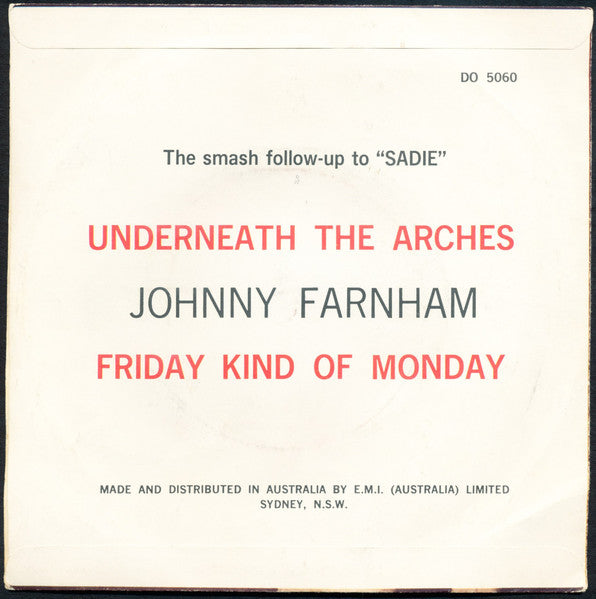 DO 5060
The smash follow-up to “SADIE”
UNDERNEATH THE ARCHES
JOHNNY FARNHAM
FRIDAY KIND OF MONDAY
MADE AND DISTRIBUTED IN AUSTRALIA BY E.M.I. (AUSTRALIA) LIMITED
SYDNEY, N.S.W.